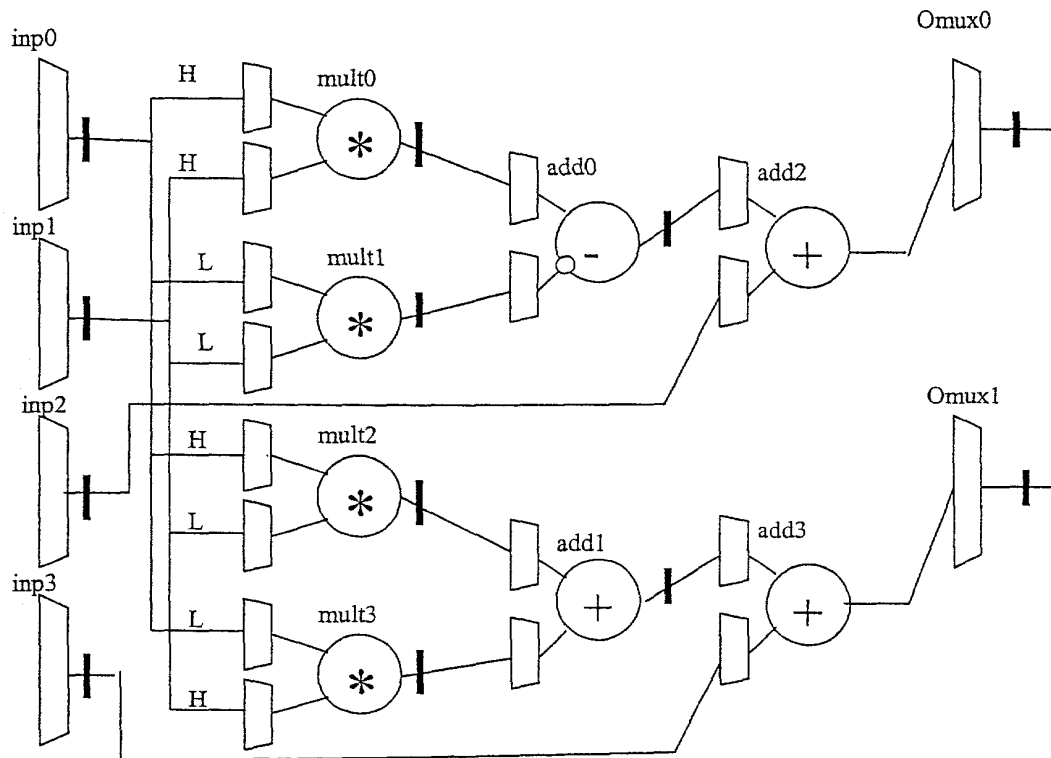 Omux0
inp0
H
mult0
*
H
add0
add2
inp1
-
+
L
mult1
*
L
inp2
Omux1
H
mult2
*
L
add1
add3
inp3
+
+
L
mult3
*
H